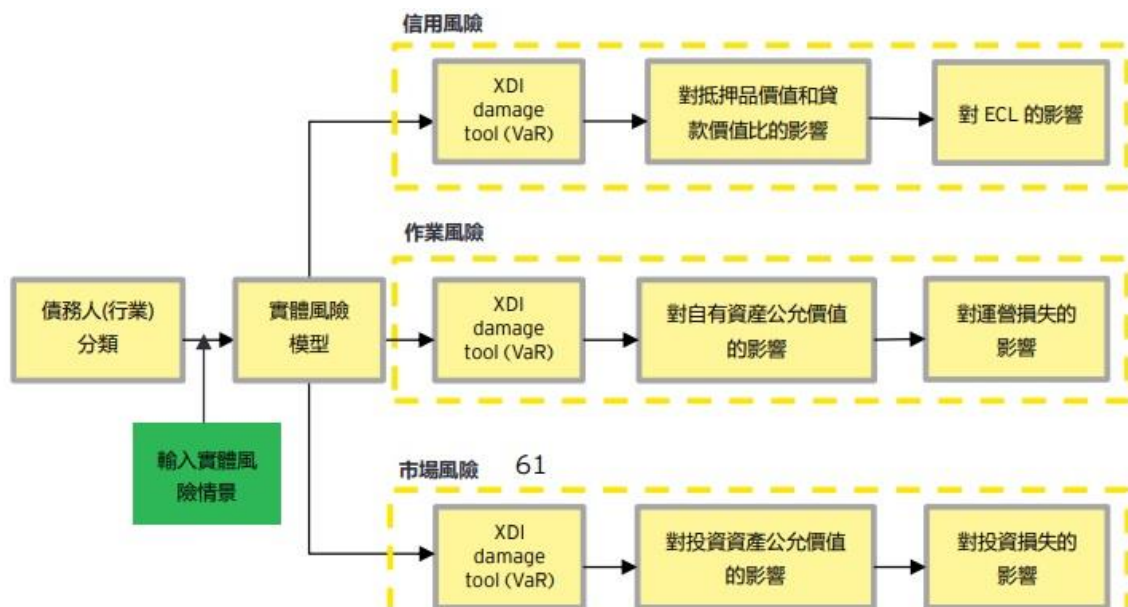 信用風險
XDI
damage
tool (VaR)
對抵押品價值和貸
款價值比的影響
對 ECL 的影響
作業風險
債務人(行業)
分類
實體風險
模型
XDI
damage
tool (VaR)
對自有資產公允價值
的影響
對運營損失的
影響
輸入實體風
險情景
市場風險
61
XDI
damage
tool (VaR)
對投資資產公允價值
的影響
對投資損失的
影響